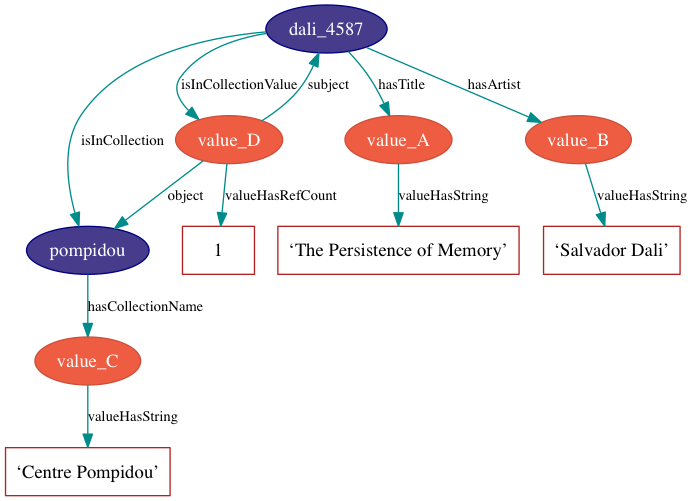 dali_4587
isInCollectionValue
subject
hasTitle
hasArtist
isInCollection
value_D
value_A
value_B
object
valueHasRefCount
valueHasString
valueHasString
pompidou
1
‘The Persistence of Memory’
‘Salvador Dali’
hasCollectionName
value_C
valueHasString
‘Centre Pompidou’